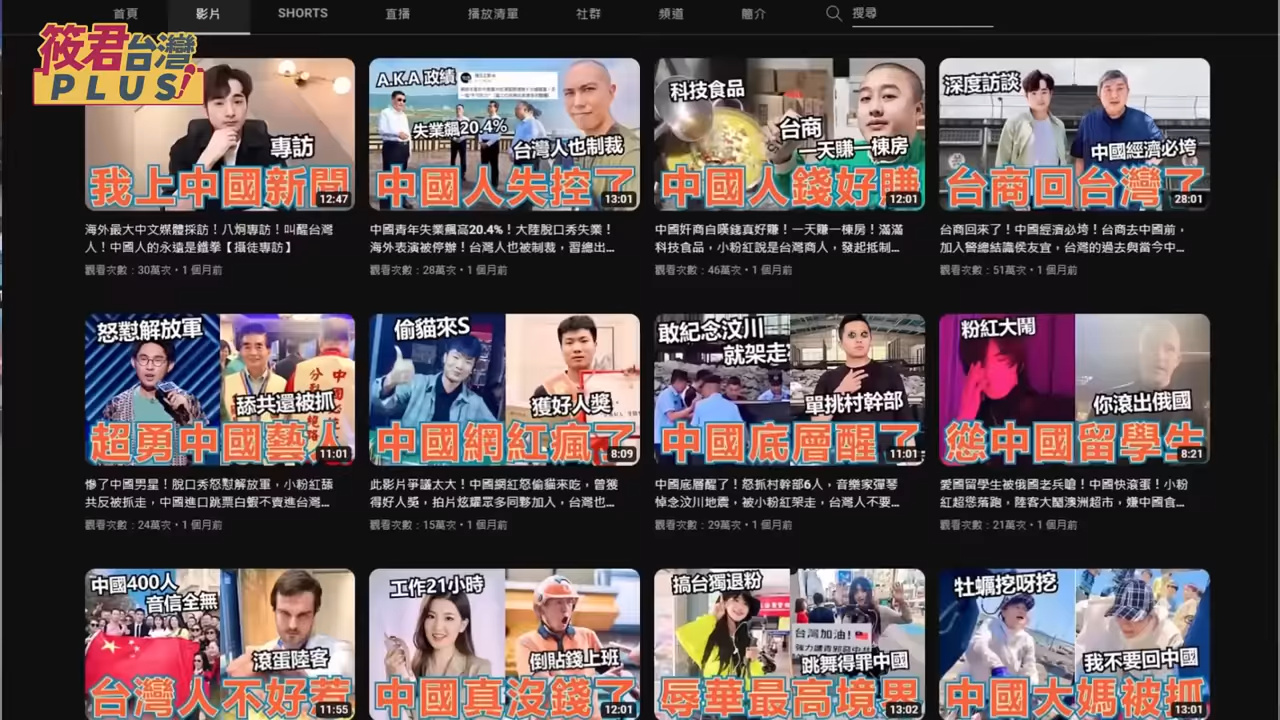 首頁
影片
SHORTS
直播
播放清單
社群
頻道
簡介
搜尋
筱君台灣
PLUS!
專訪
我上中國新聞
12:47
海外最大中文媒體採訪！八炯專訪！叫醒台灣
人！中國人的永遠是鐵拳【攝徒專訪】
觀看次數：30萬次・1 個月前
A.K.A 政績
失業飆20.4%
台灣人也制裁
中國人失控了
13:01
中國青年失業飆高20.4%！大陸脫口秀失業！
海外表演被停辦！台灣人也被制裁，習總出...
觀看次數：28萬次・1 個月前
科技食品
台商
一天賺一棟房
中國人錢好賺
12:01
中國奸商自嘆錢真好賺！一天賺一棟房！滿滿
科技食品，小粉紅說是台灣商人，發起抵制...
觀看次數：46萬次・1 個月前
深度訪談
中國經濟必垮
台商回台灣了
28:01
台商回來了！中國經濟必垮！台商去中國前，
加入警總結識侯友宜，台灣的過去與當今中...
觀看次數：51萬次・1 個月前
怒懟解放軍
舔共還被抓
超勇中國藝人
11:01
慘了中國男星！脫口秀怒懟解放軍，小粉紅舔
共反被抓走，中國進口跳票白蝦不賣進台灣...
觀看次數：24萬次・1 個月前
偷貓來S
獲好人獎
中國網紅瘋了
8:09
此影片爭議太大！中國網紅怒偷貓來吃，曾獲
得好人獎，拍片炫耀眾多同夥加入，台灣也...
觀看次數：15萬次・1 個月前
敢紀念汶川
就架走
單挑村幹部
中國底層醒了
11:01
中國底層醒了！怒抓村幹部6人，音樂家彈琴
悼念汶川地震，被小粉紅架走，台灣人不要...
觀看次數：29萬次・1 個月前
粉紅大鬧
你滾出俄國
慫中國留學生
8:21
愛國留學生被俄國老兵嗆！中國快滾蛋！小粉
紅超慫落跑，陸客大鬧澳洲超市，嫌中國食...
觀看次數：21萬次・1 個月前
中國400人
音信全無
滾蛋陸客
台灣人不好惹
11:55
工作21小時
倒貼錢上班
中國真沒錢了
12:01
搞台獨退粉
台灣加油！
跳舞得罪中國
辱華最高境界
13:02
牡蠣挖呀挖
我不要回中國
中國大媽被抓
13:01